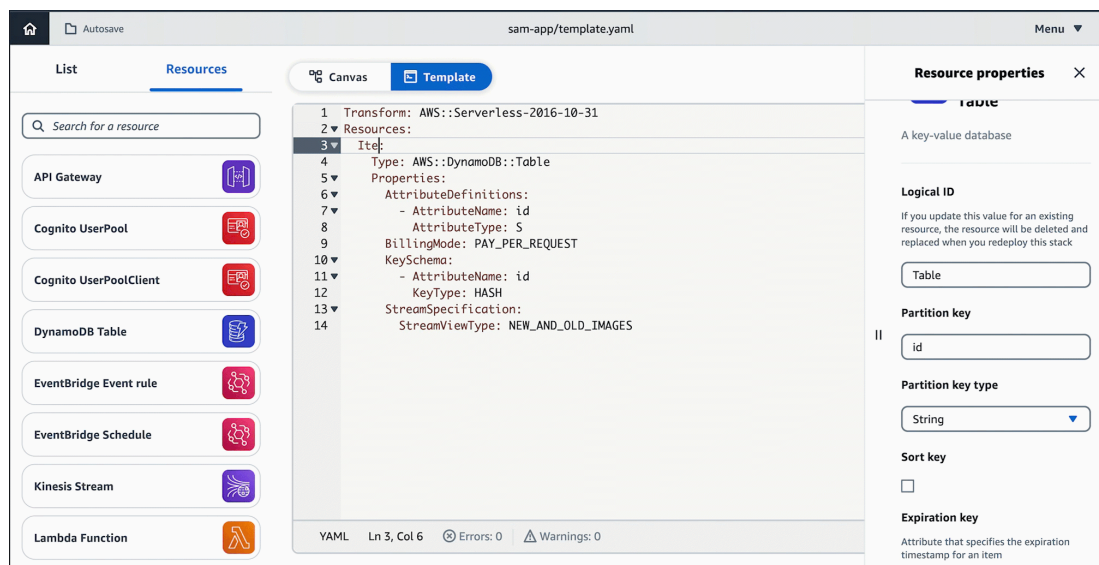 Autosave
sam-app/template.yaml
Menu
List
Resources
Search for a resource
API Gateway
Cognito UserPool
Cognito UserPoolClient
DynamoDB Table
EventBridge Event rule
EventBridge Schedule
Kinesis Stream
Lambda Function
Canvas
Template
1 Transform: AWS::Serverless-2016-10-31
2 Resources:
3 Ite:
4 Type: AWS::DynamoDB::Table
5 Properties:
6 AttributeDefinitions:
7 - AttributeName: id
8 AttributeType: S
9 BillingMode: PAY_PER_REQUEST
10 KeySchema:
11 - AttributeName: id
12 KeyType: HASH
13 StreamSpecification:
14 StreamViewType: NEW_AND_OLD_IMAGES
YAML Ln 3, Col 6 Errors: 0 Warnings: 0
Resource properties
Table
A key-value database
Logical ID
If you update this value for an existing
resource, the resource will be deleted and
replaced when you redeploy this stack
Table
Partition key
id
Partition key type
String
Sort key
Expiration key
Attribute that specifies the expiration
timestamp for an item